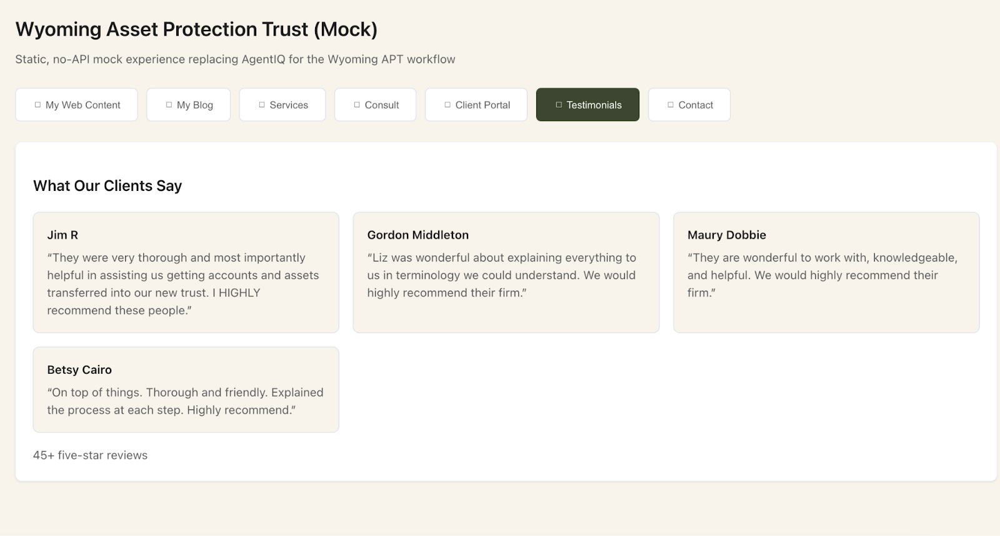 Wyoming Asset Protection Trust (Mock)
Static, no-API mock experience replacing AgentIQ for the Wyoming APT workflow
My Web Content
My Blog
Services
Consult
Client Portal
Testimonials
Contact
What Our Clients Say
Jim R
“They were very thorough and most importantly
helpful in assisting us getting accounts and assets
transferred into our new trust. I HIGHLY
recommend these people.”
Gordon Middleton
“Liz was wonderful about explaining everything to
us in terminology we could understand. We would
highly recommend their firm.”
Maury Dobbie
“They are wonderful to work with, knowledgeable,
and helpful. We would highly recommend their
firm.”
Betsy Cairo
“On top of things. Thorough and friendly. Explained
the process at each step. Highly recommend.”
45+ five-star reviews